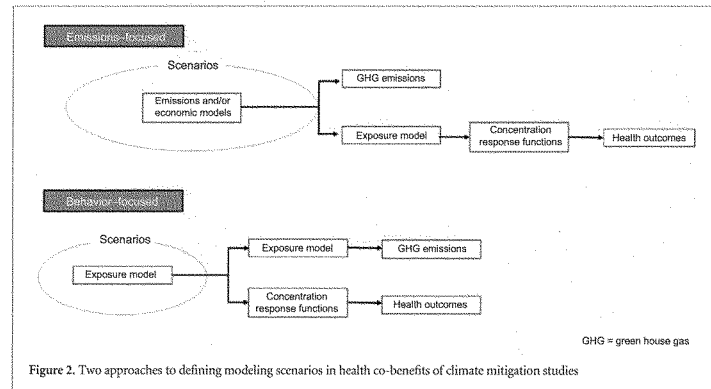 Emissions-focused
Scenarios
Emissions and/or
economic models
GHG emissions
Exposure model
Concentration
response functions
Health outcomes
Behavior-focused
Scenarios
Exposure model
Exposure model
GHG emissions
Concentration
response functions
Health outcomes
GHG = green house gas
Figure 2. Two approaches to defining modeling scenarios in health co-benefits of climate mitigation studies